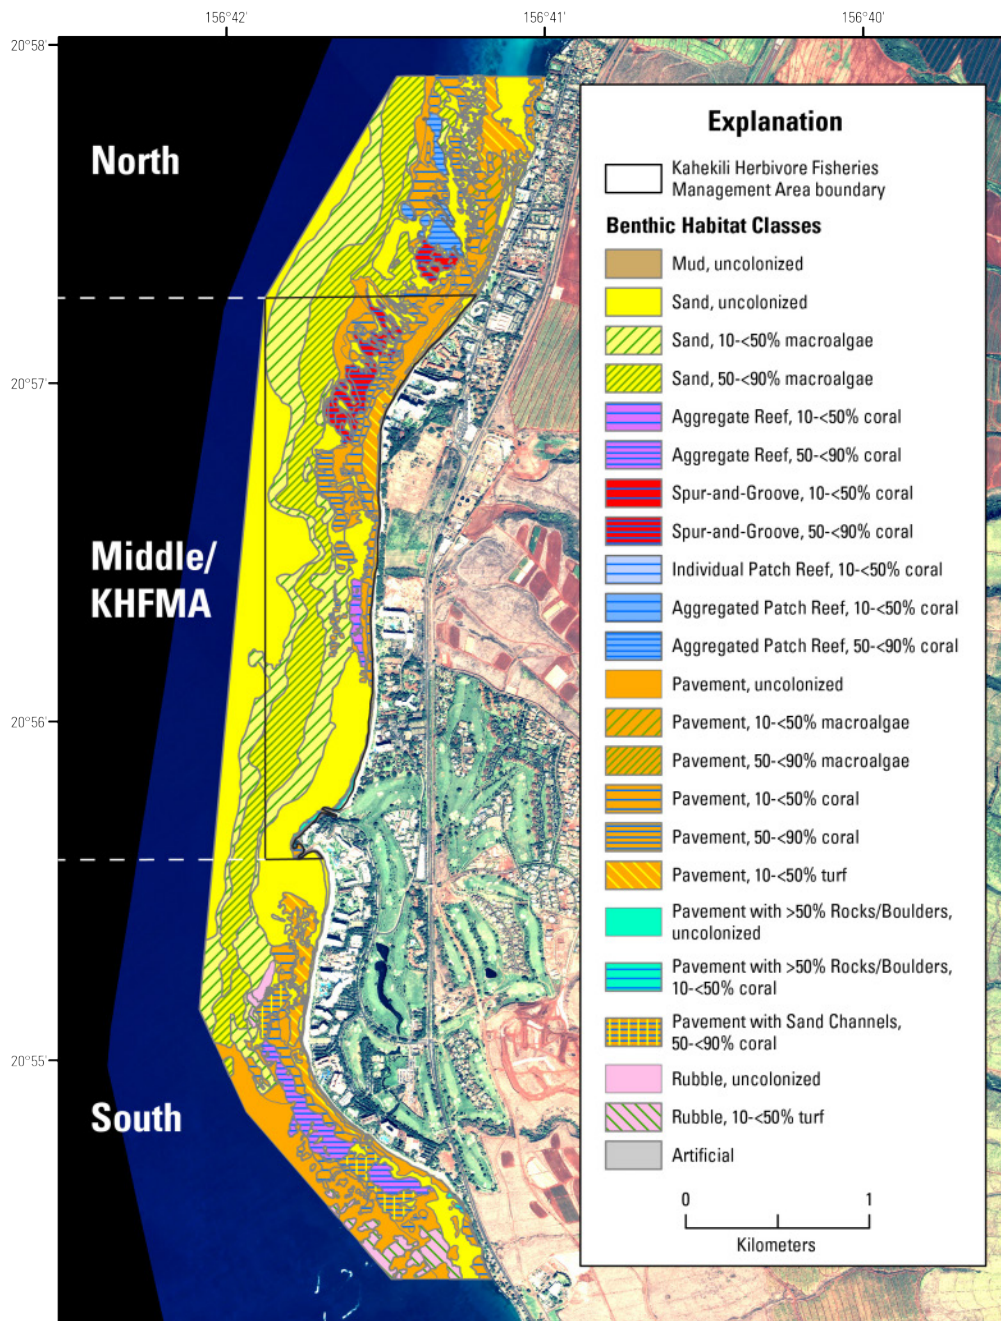 156°42' 156°41' 156°40'
20°58'
North
20°57'
Middle/
KHFMA
20°56'
20°55'
South
Explanation
Kahekili Herbivore Fisheries
Management Area boundary
Benthic Habitat Classes
Mud, uncolonized
Sand, uncolonized
Sand, 10-<50% macroalgae
Sand, 50-<90% macroalgae
Aggregate Reef, 10-<50% coral
Aggregate Reef, 50-<90% coral
Spur-and-Groove, 10-<50% coral
Spur-and-Groove, 50-<90% coral
Individual Patch Reef, 10-<50% coral
Aggregated Patch Reef, 10-<50% coral
Aggregated Patch Reef, 50-<90% coral
Pavement, uncolonized
Pavement, 10-<50% macroalgae
Pavement, 50-<90% macroalgae
Pavement, 10-<50% coral
Pavement, 50-<90% coral
Pavement, 10-<50% turf
Pavement with >50% Rocks/Boulders,
uncolonized
Pavement with >50% Rocks/Boulders,
10-<50% coral
Pavement with Sand Channels,
50-<90% coral
Rubble, uncolonized
Rubble, 10-<50% turf
Artificial
0 1
Kilometers